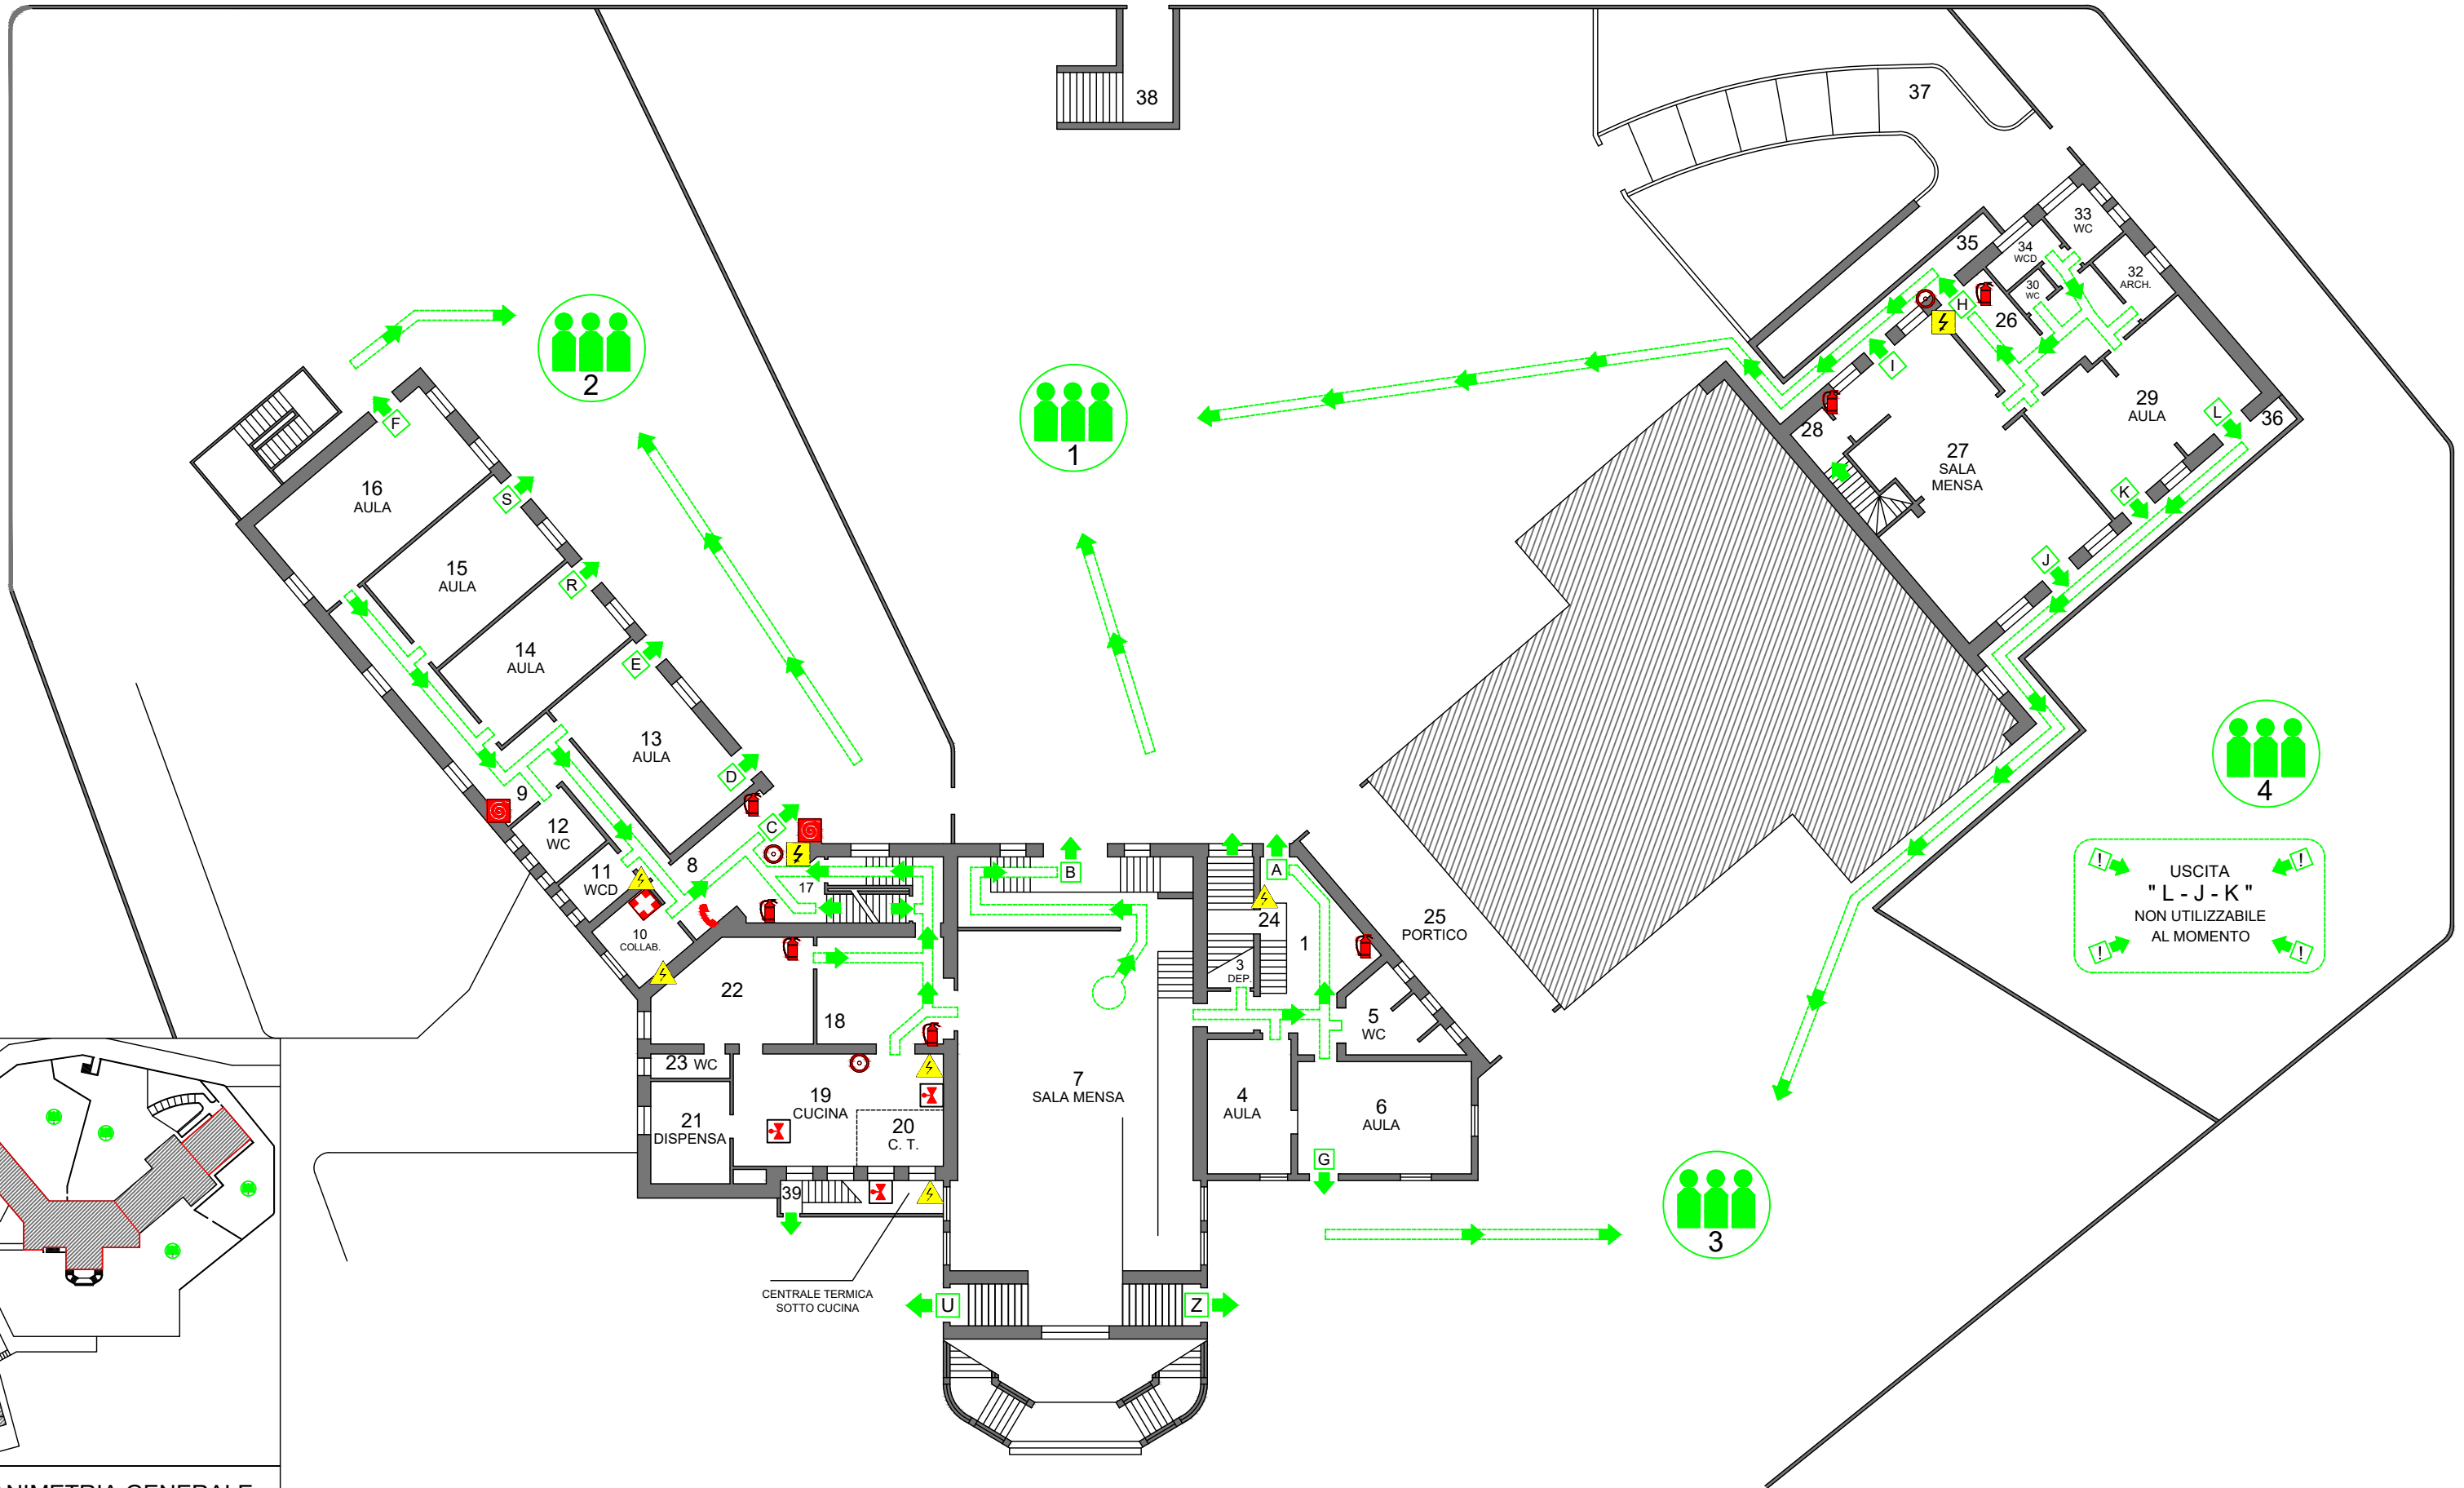 38
37
33
WC
35
34
WCD
32
ARCH.
30
WC
H
26
2
I
29
AULA
L
36
F
1
28
27
SALA
MENSA
16
AULA
S
K
15
AULA
R
J
14
AULA
E
13
AULA
D
4
9
12
WC
C
8
11
WCD
17
B
A
USCITA
" L - J - K "
NON UTILIZZABILE
AL MOMENTO
!
!
!
!
10
COLLAB.
24
1
25
PORTICO
3
DEP.
22
18
5
WC
23 WC
7
SALA MENSA
19
CUCINA
4
AULA
6
AULA
21
DISPENSA
20
C. T.
G
39
3
CENTRALE TERMICA
SOTTO CUCINA
U
Z